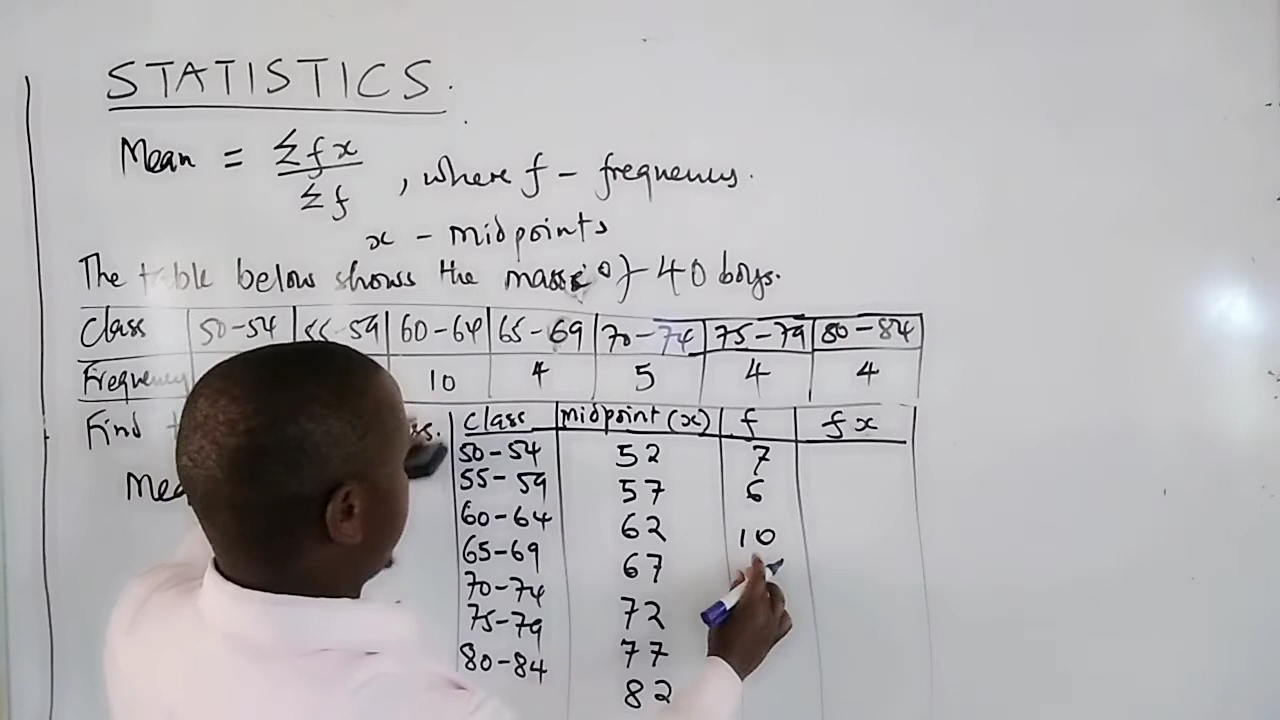 STATISTICS.
Mean = Σfx / Σf , where f - frequency.
x - midpoints
The table below shows the mass of 40 boys.
Class 50-54 55-59 60-64 65-69 70-74 75-79 80-84
Frequency 10 4 5 4 4
Find
Class midpoint (x) f fx
50-54 52 7
55-59 57 6
60-64 62 10
65-69 67
70-74 72
75-79 77
80-84 82